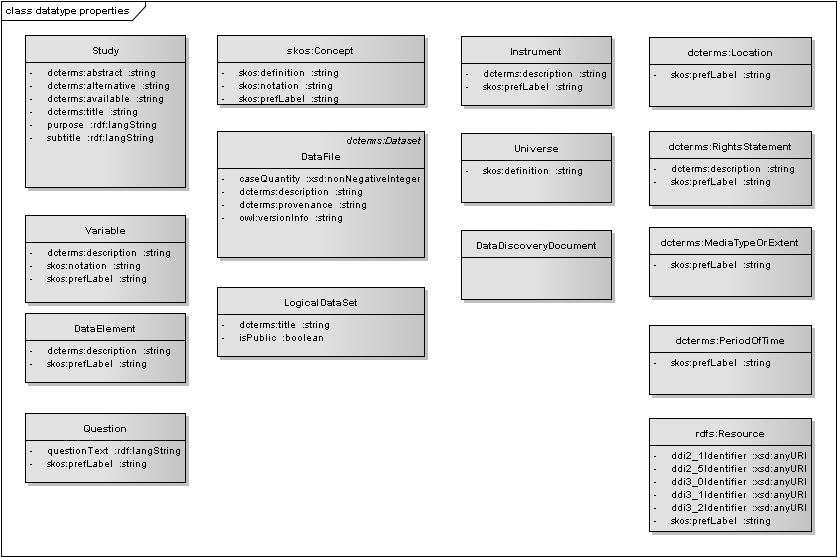 class datatype properties
Study
- dcterms:abstract :string
- dcterms:alternative :string
- dcterms:available :string
- dcterms:title :string
- purpose :rdf:langString
- subtitle :rdf:langString
Variable
- dcterms:description :string
- skos:notation :string
- skos:prefLabel :string
DataElement
- dcterms:description :string
- skos:prefLabel :string
Question
- questionText :rdf:langString
- skos:prefLabel :string
skos:Concept
- skos:definition :string
- skos:notation :string
- skos:prefLabel :string
dcterms:Dataset
DataFile
- caseQuantity :xsd:nonNegativeInteger
- dcterms:description :string
- dcterms:provenance :string
- owl:versionInfo :string
LogicalDataSet
- dcterms:title :string
- isPublic :boolean
Instrument
- dcterms:description :string
- skos:prefLabel :string
Universe
- skos:definition :string
DataDiscoveryDocument
dcterms:Location
- skos:prefLabel :string
dcterms:RightsStatement
- dcterms:description :string
- skos:prefLabel :string
dcterms:MediaTypeOrExtent
- skos:prefLabel :string
dcterms:PeriodOfTime
- skos:prefLabel :string
rdfs:Resource
- ddi2_1Identifier :xsd:anyURI
- ddi2_5Identifier :xsd:anyURI
- ddi3_0Identifier :xsd:anyURI
- ddi3_1Identifier :xsd:anyURI
- ddi3_2Identifier :xsd:anyURI
- skos:prefLabel :string